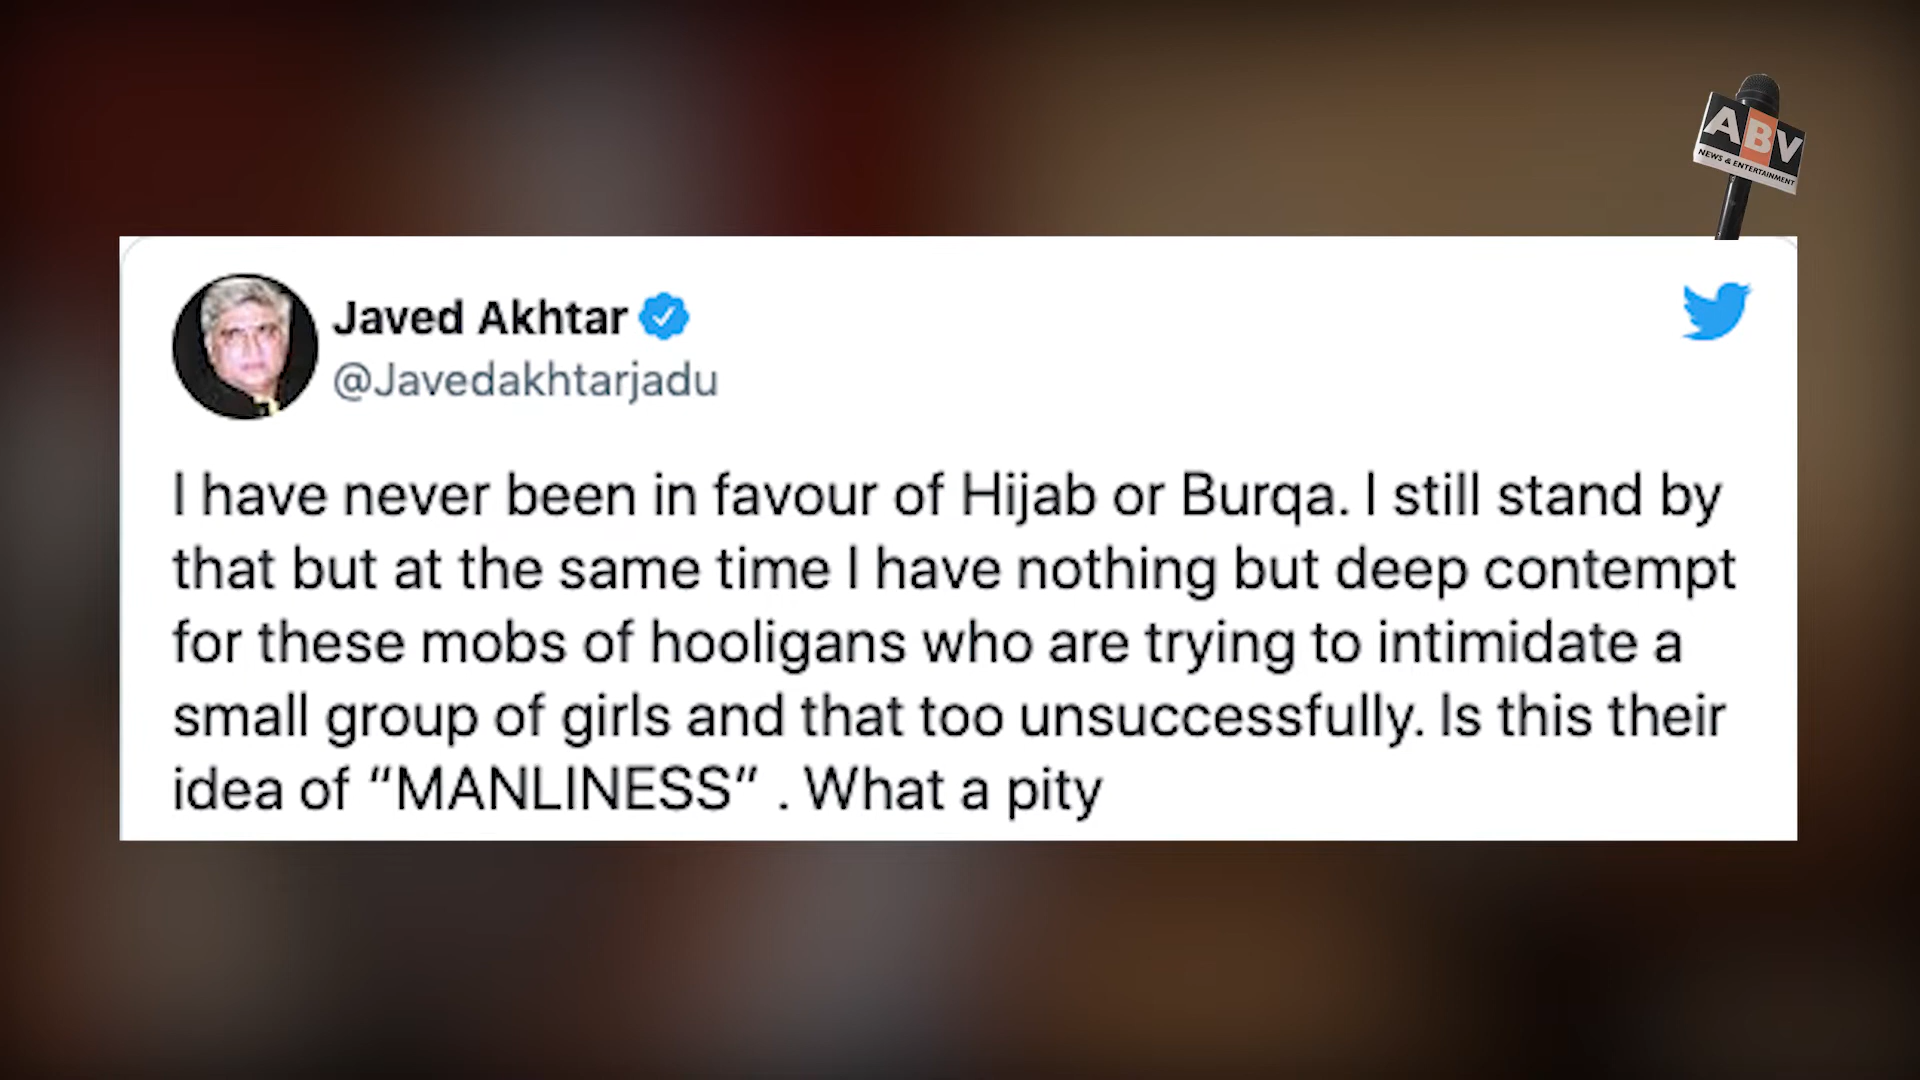 ABV
NEWS & ENTERTAINMENT
Javed Akhtar
@Javedakhtarjadu
I have never been in favour of Hijab or Burqa. I still stand by
that but at the same time I have nothing but deep contempt
for these mobs of hooligans who are trying to intimidate a
small group of girls and that too unsuccessfully. Is this their
idea of “MANLINESS” . What a pity